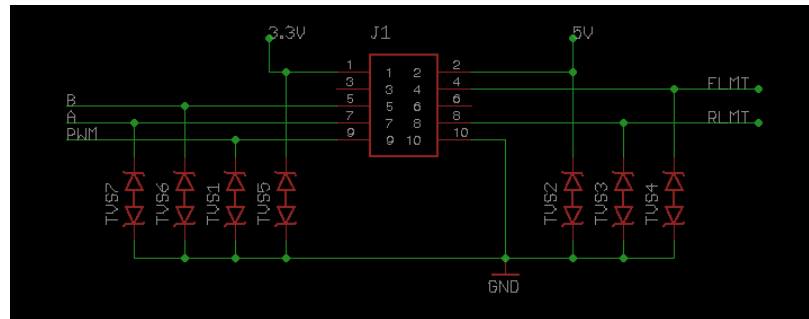 3.3V J1 5V
1 1 2 2
3 3 4 4 FLMT
B 5 5 6 6
A 7 7 8 8 RLMT
PWM 9 9 10 10
TVS7 TVS6 TVS1 TVS5 TVS2 TVS3 TVS4
GND